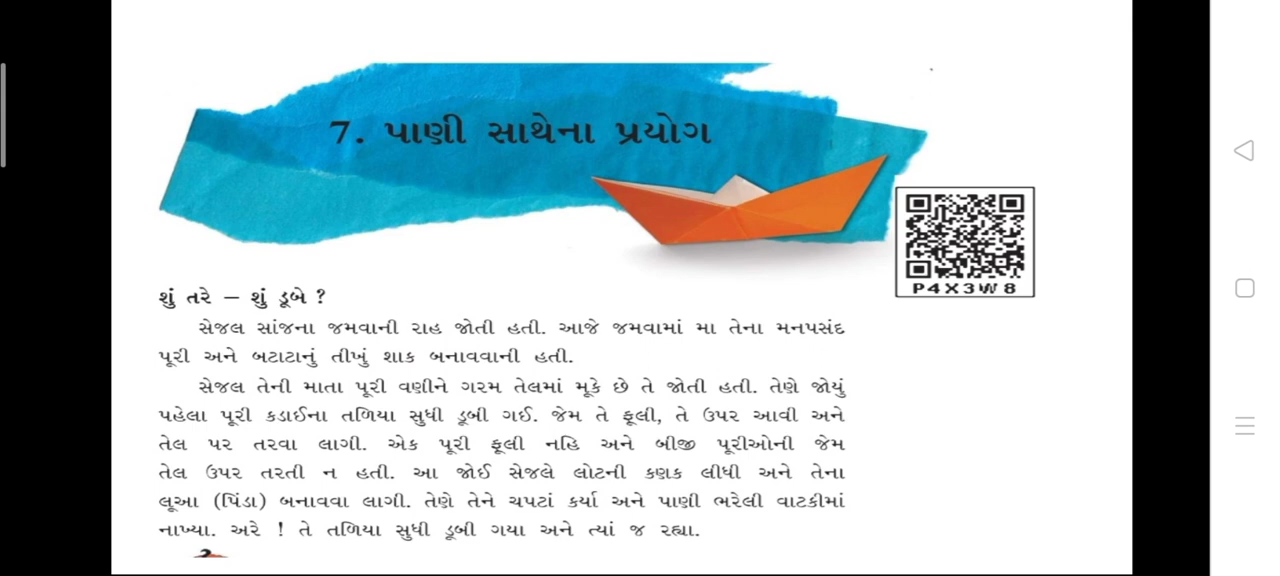 7. પાણી સાથેના પ્રયોગ
P4X3W8
શું તરે – શું ડૂબે ?
સેજલ સાંજના જમવાની રાહ જોતી હતી. આજે જમવામાં મા તેના મનપસંદ
પૂરી અને બટાટાનું તીખું શાક બનાવવાની હતી.
સેજલ તેની માતા પૂરી વણીને ગરમ તેલમાં મૂકે છે તે જોતી હતી. તેણે જોયું
પહેલા પૂરી કડાઈના તળિયા સુધી ડૂબી ગઈ. જેમ તે ફૂલી, તે ઉપર આવી અને
તેલ પર તરવા લાગી. એક પૂરી ફૂલી નહિ અને બીજી પૂરીઓની જેમ
તેલ ઉપર તરતી ન હતી. આ જોઈ સેજલે લોટની કણક લીધી અને તેના
લૂઆ (પિંડા) બનાવવા લાગી. તેણે તેને ચપટાં કર્યા અને પાણી ભરેલી વાટકીમાં
નાખ્યા. અરે ! તે તળિયા સુધી ડૂબી ગયા અને ત્યાં જ રહ્યા.